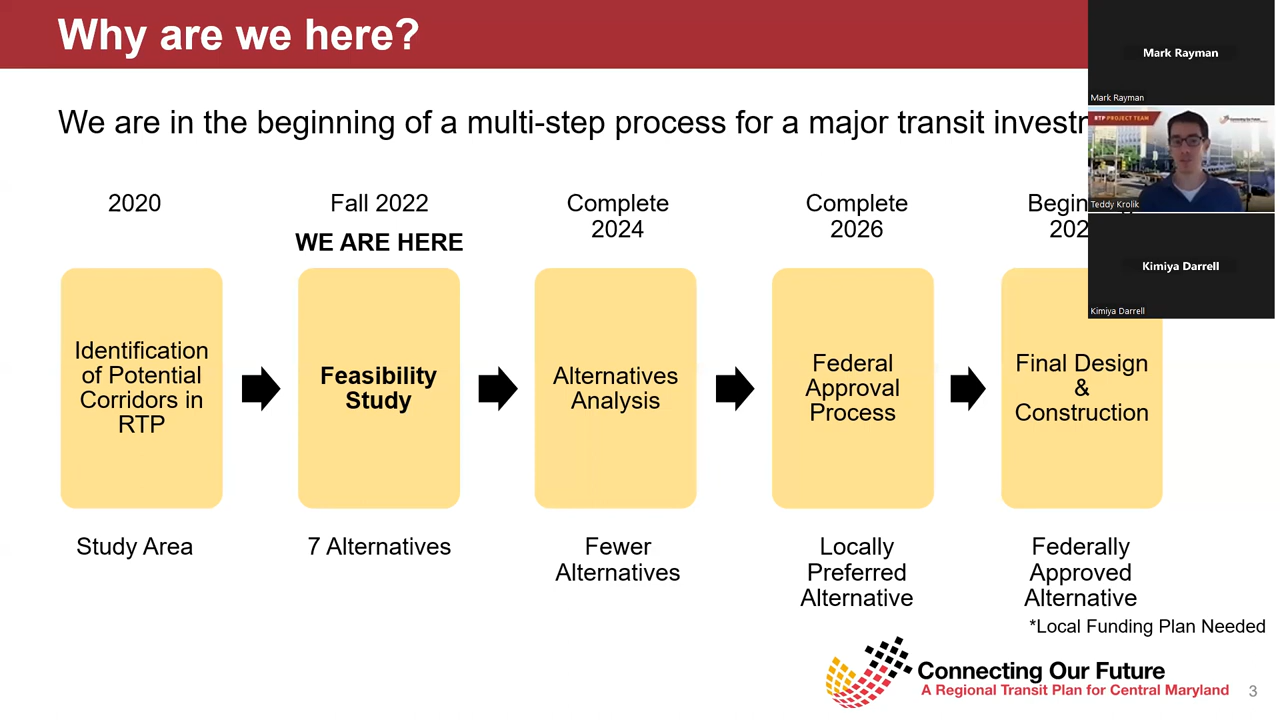 Why are we here?
We are in the beginning of a multi-step process for a major transit
2020
Fall 2022
WE ARE HERE
Complete
2024
Complete
2026
Identification
of Potential
Corridors in
RTP
Feasibility
Study
Alternatives
Analysis
Federal
Approval
Process
Final Design
&
Construction
Study Area
7 Alternatives
Fewer
Alternatives
Locally
Preferred
Alternative
Federally
Approved
Alternative
*Local Funding Plan Needed
Connecting Our Future
A Regional Transit Plan for Central Maryland
3
Mark Rayman
Mark Rayman
RTP PROJECT TEAM
Connecting Our Future
Teddy Krolik
Kimiya Darrell
Kimiya Darrell